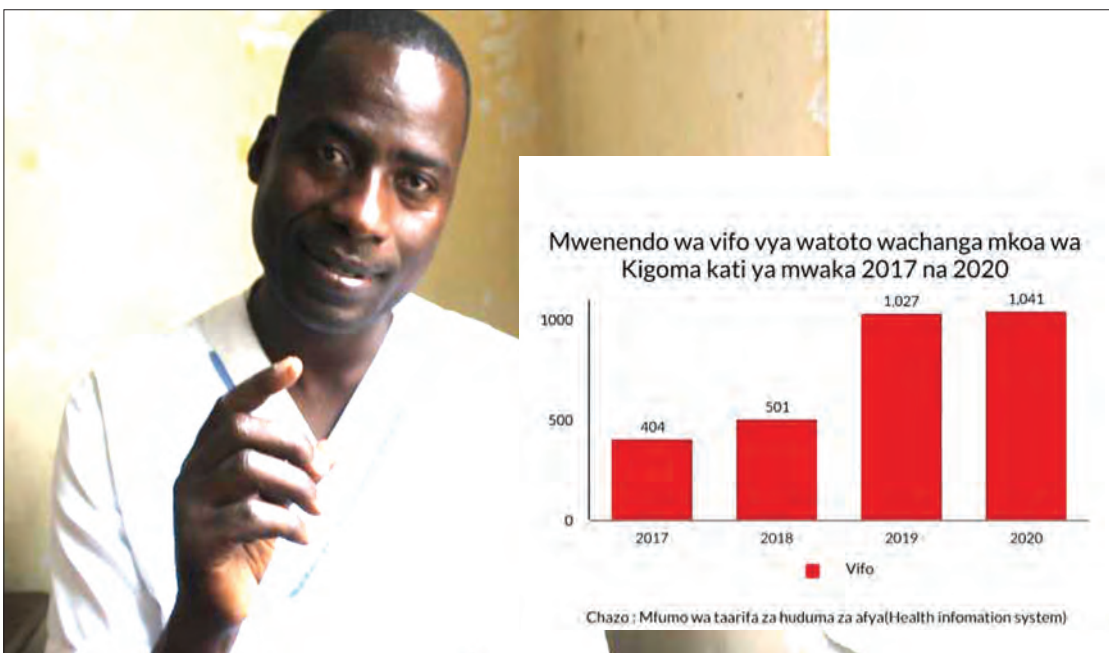 Mwenendo wa vifo vya watoto wachanga mkoa wa
Kigoma kati ya mwaka 2017 na 2020
1000
500
0
404
501
1,027
1,041
2017
2018
2019
2020
Vifo
Chazo : Mfumo wa taarifa za huduma za afya(Health infomation system)